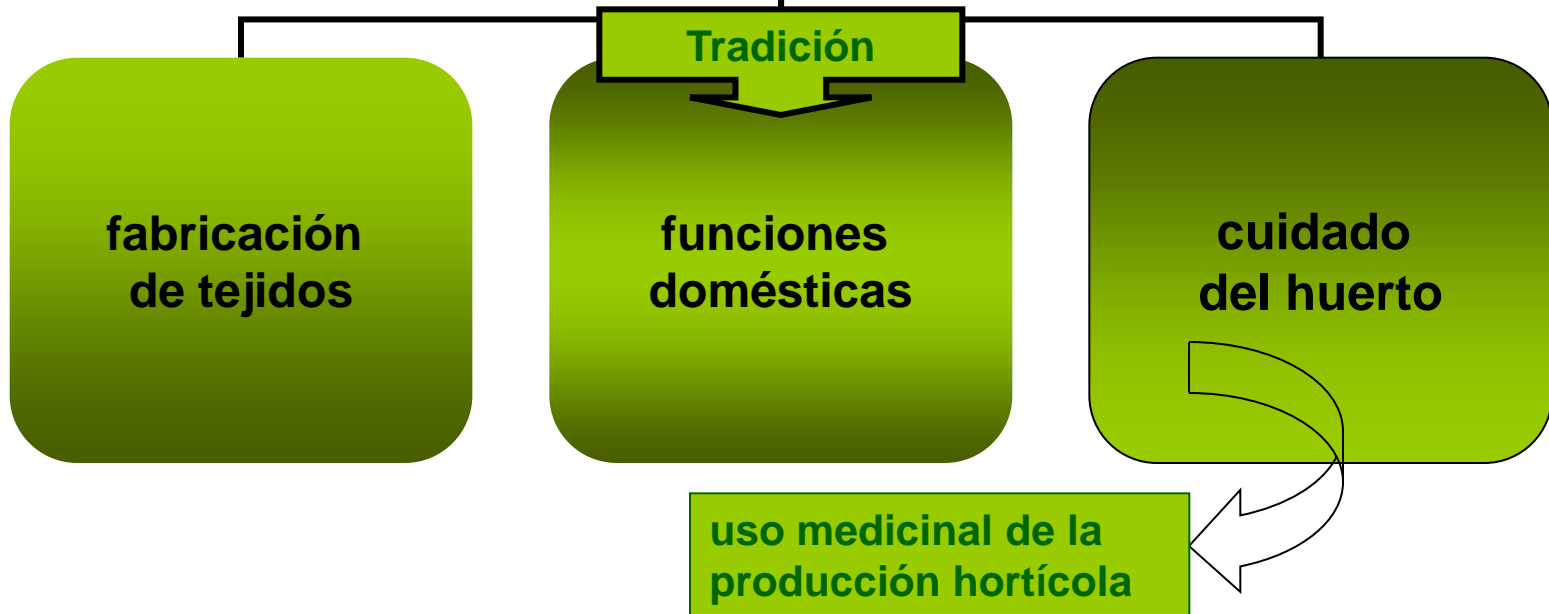 Tradición
fabricación
de tejidos
funciones
domésticas
cuidado
del huerto
uso medicinal de la
producción hortícola